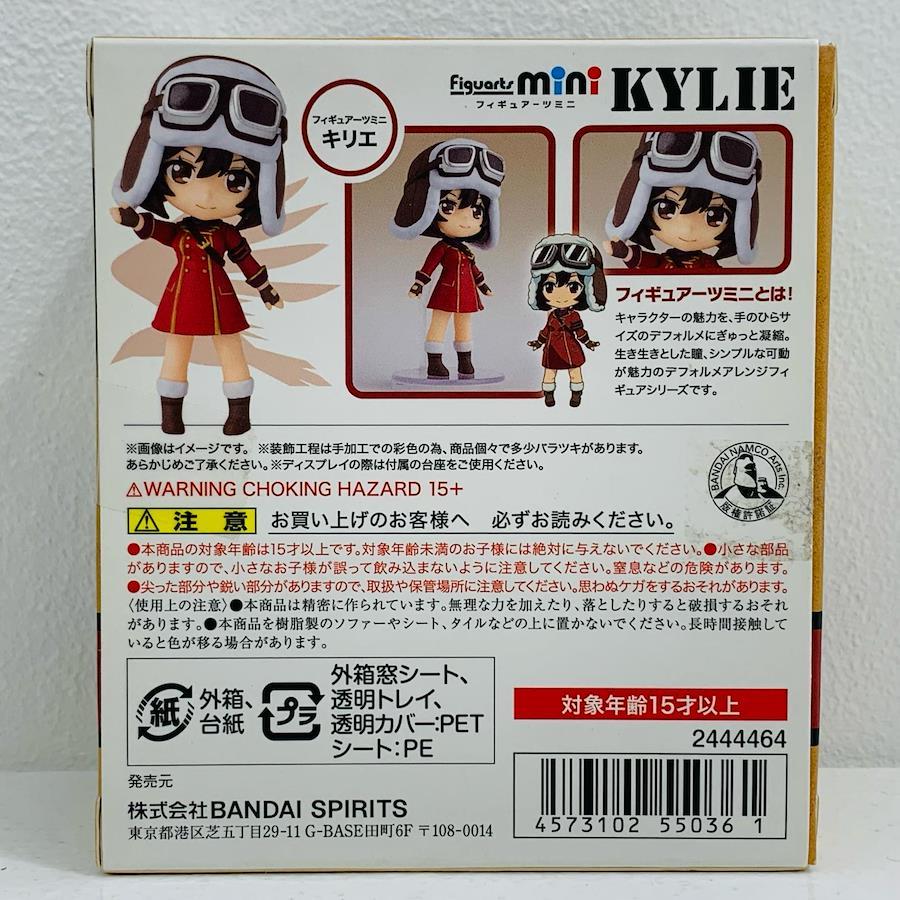 Figuarts mini KYLIE
フィギュアーツミニ
フィギュアーツミニ
キリエ
フィギュアーツミニとは!
キャラクターの魅力を、手のひら
サイズのデフォルメにぎゅっと凝縮。
生き生きとした瞳、シンプルな可動
が魅力のデフォルメアレンジフィ
ギュアシリーズです。
※画像はイメージです。 ※装飾工程は手加工での彩色の為、商品個々で多少バラツキがあります。
あらかじめご了承ください。※ディスプレイの際は付属の台座をご使用ください。
⚠WARNING CHOKING HAZARD 15+
BANDAI NAMCO Arts Inc.
版権許諾証
⚠ 注 意 お買い上げのお客様へ 必ずお読みください。
●本商品の対象年齢は15才以上です。対象年齢未満のお子様には絶対に与えないでください。●小さな部品
がありますので、小さなお子様が誤って飲み込まないように注意してください。窒息などの危険があります。
●尖った部分や鋭い部分がありますので、取扱や保管場所に注意してください。思わぬケガをするおそれがあります。
〈使用上の注意〉●本商品は精密に作られています。無理な力を加えたり、落としたりすると破損するおそれ
があります。●本商品を樹脂製のソファーやシート、タイルなどの上に置かないでください。長時間接触して
いると色が移る場合があります。
紙 外箱、
台紙
プラ 外箱窓シート、
透明トレイ、
透明カバー:PET
シート:PE
対象年齢15才以上
2444464
4573102 550361
発売元
株式会社BANDAI SPIRITS
東京都港区芝五丁目29-11 G-BASE田町6F 〒108-0014